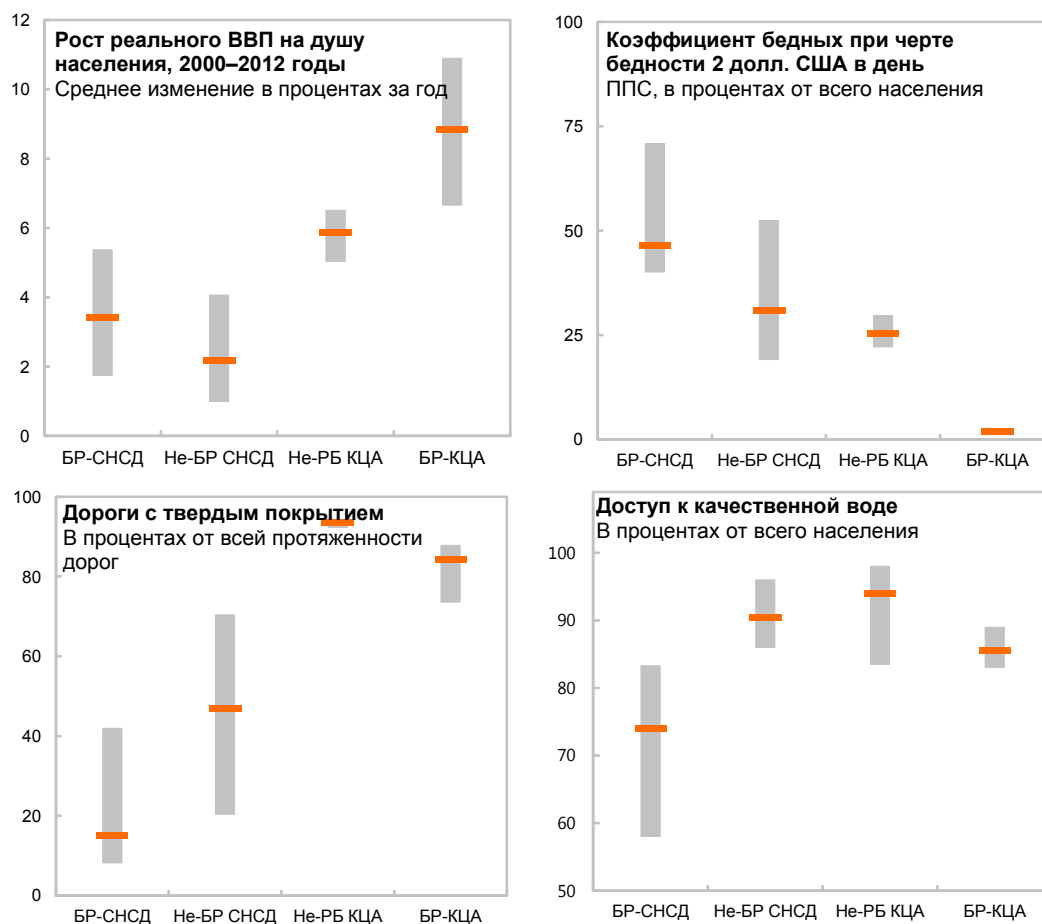 Рост реального ВВП на душу
населения, 2000–2012 годы
Среднее изменение в процентах за год
12
10
8
6
4
2
0
БР-СНСД Не-БР СНСД Не-РБ КЦА БР-КЦА
Коэффициент бедных при черте
бедности 2 долл. США в день
ППС, в процентах от всего населения
100
75
50
25
0
БР-СНСД Не-БР СНСД Не-РБ КЦА БР-КЦА
Дороги с твердым покрытием
В процентах от всей протяженности
дорог
100
80
60
40
20
0
БР-СНСД Не-БР СНСД Не-РБ КЦА БР-КЦА
Доступ к качественной воде
В процентах от всего населения
100
90
80
70
60
50
БР-СНСД Не-БР СНСД Не-РБ КЦА БР-КЦА